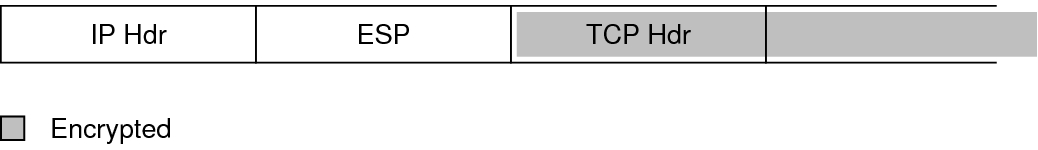 IP Hdr ESP TCP Hdr
Encrypted